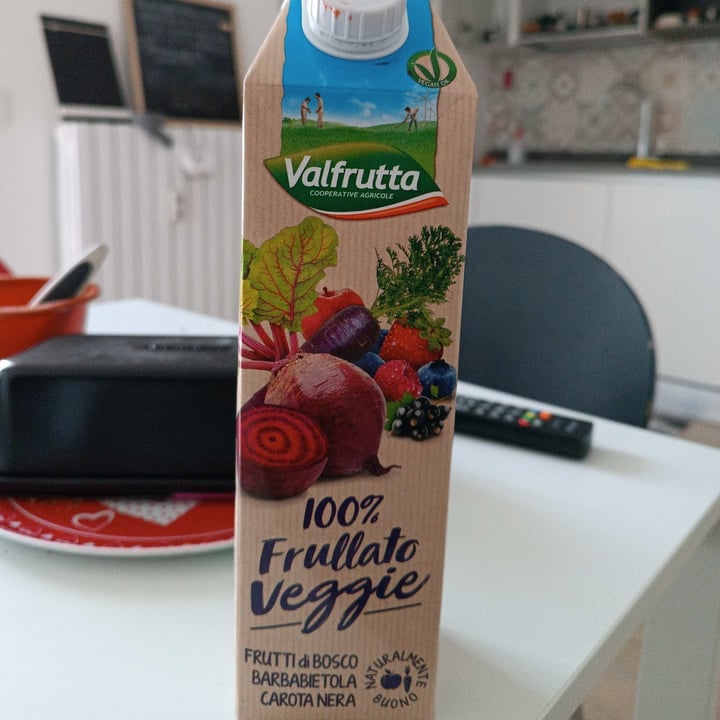 VEGAN OK
Valfrutta
COOPERATIVE AGRICOLE
100%
Frullato
Veggie
FRUTTI di BOSCO
BARBABIETOLA
CAROTA NERA
NATURALMENTE
BUONO